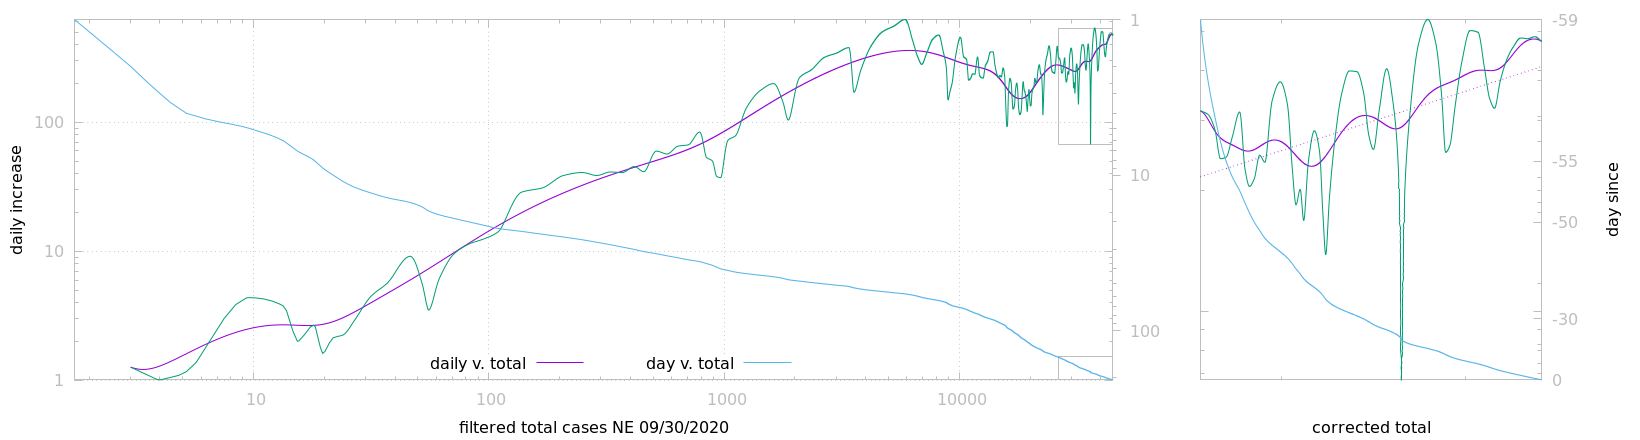 daily increase
100
10
1
1
10
100
daily v. total
day v. total
10
100
1000
10000
filtered total cases NE 09/30/2020
-59
-55
-50
-30
0
day since
corrected total